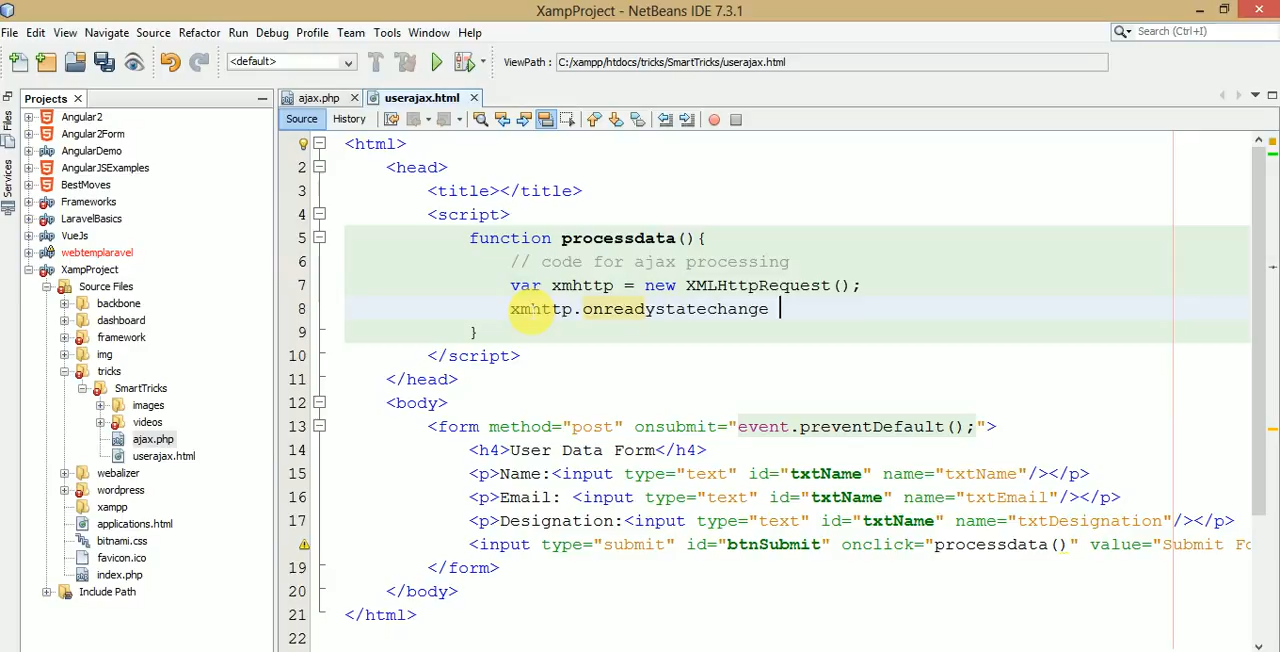 XampProject - NetBeans IDE 7.3.1
File Edit View Navigate Source Refactor Run Debug Profile Team Tools Window Help
Search (Ctrl+I)
<default>
ViewPath : C:/xampp/htdocs/tricks/SmartTricks/userajax.html
Projects
ajax.php
userajax.html
Source History
Files
Services
Angular2
Angular2Form
AngularDemo
AngularJSExamples
BestMoves
Frameworks
LaravelBasics
VueJs
webtemplaravel
XampProject
Source Files
backbone
dashboard
framework
img
tricks
SmartTricks
images
videos
ajax.php
userajax.html
webalizer
wordpress
xampp
applications.html
bitnami.css
favicon.ico
index.php
Include Path
<html>
2 <head>
3 <title></title>
4 <script>
5 function processdata(){
6 // code for ajax processing
7 var xmhttp = new XMLHttpRequest();
8 xmhttp.onreadystatechange
9 }
10 </script>
11 </head>
12 <body>
13 <form method="post" onsubmit="event.preventDefault();">
14 <h4>User Data Form</h4>
15 <p>Name:<input type="text" id="txtName" name="txtName"/></p>
16 <p>Email: <input type="text" id="txtName" name="txtEmail"/></p>
17 <p>Designation:<input type="text" id="txtName" name="txtDesignation"/></p>
<input type="submit" id="btnSubmit" onclick="processdata()" value="Submit Fo
19 </form>
20 </body>
21 </html>
22